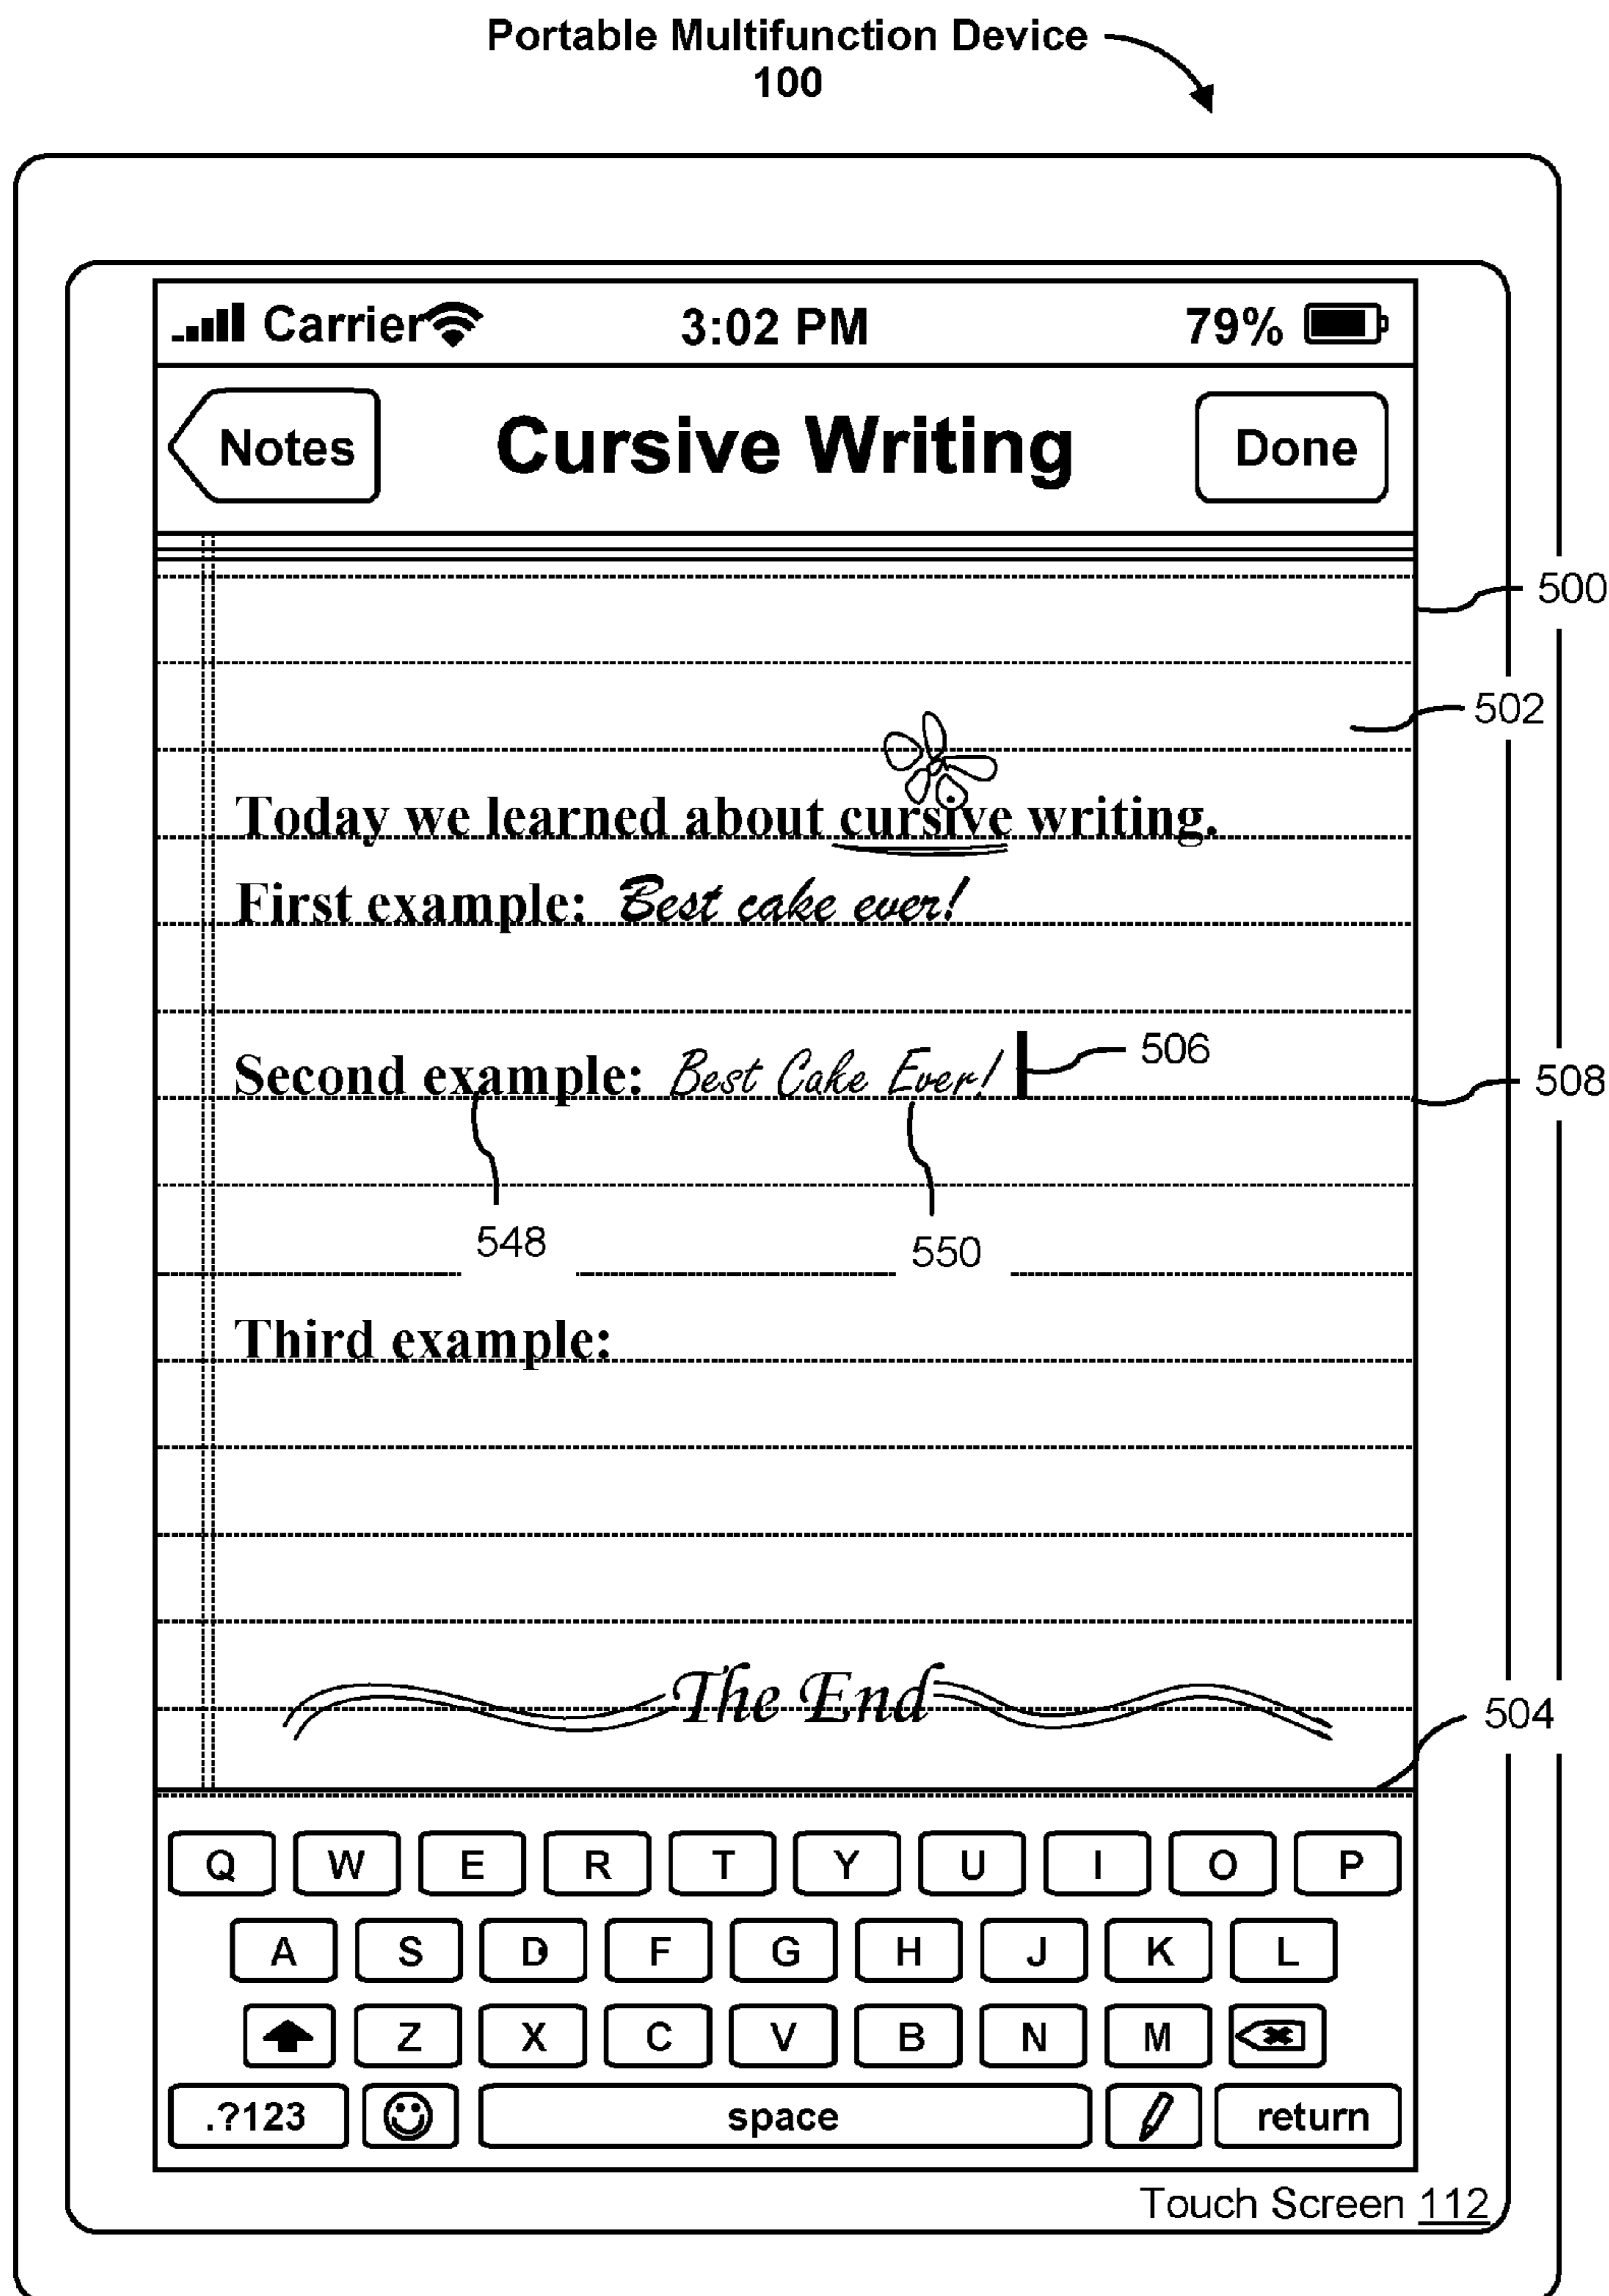 Portable Multifunction Device
100
Carrier 3:02 PM 79%
Notes Cursive Writing Done
500
502
Today we learned about cursive writing.
First example: Best cake ever!
Second example: Best Cake Ever! 506
508
548 550
Third example:
The End
504
Q W E R T Y U I O P
A S D F G H J K L
Z X C V B N M
.?123 space return
Touch Screen 112